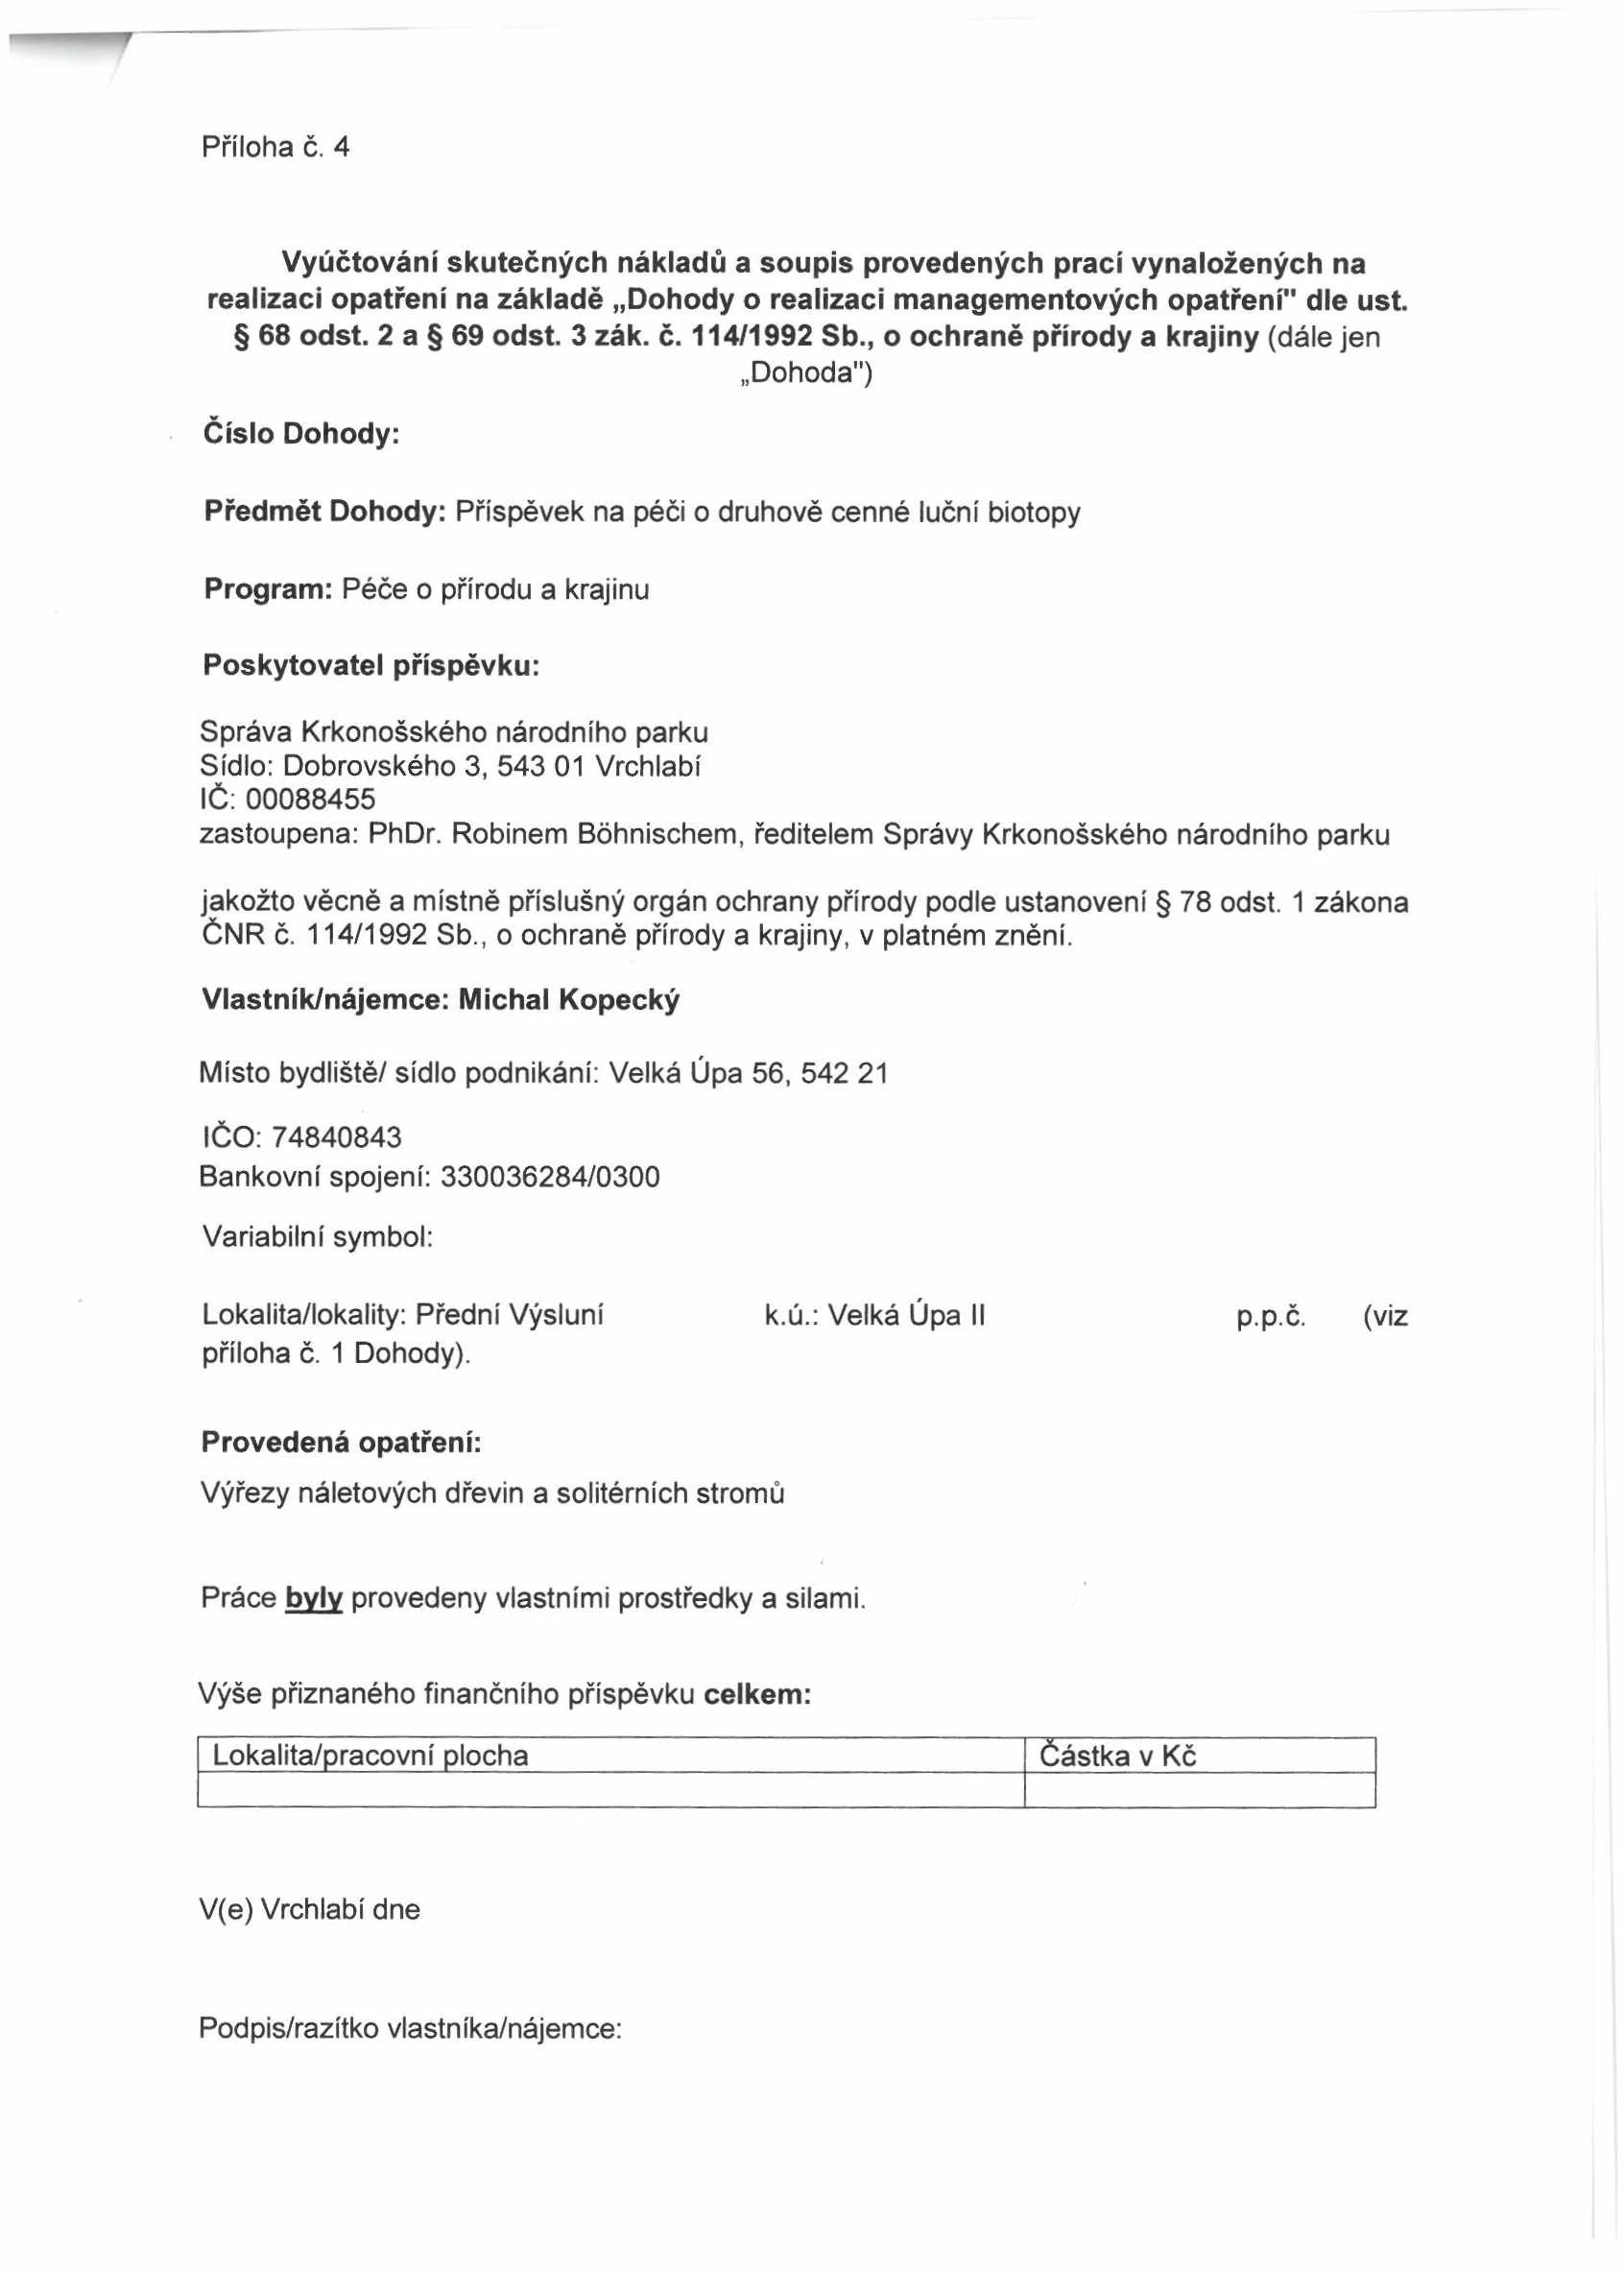 Příloha č. 4
Vyúčtování skutečných nákladů a soupis provedených prací vynaložených na
realizaci opatření na základě „Dohody o realizaci managementových opatření" dle ust.
§ 68 odst. 2 a § 69 odst. 3 zák. č. 114/1992 Sb., o ochraně přírody a krajiny (dále jen
„Dohoda")
Číslo Dohody:
Předmět Dohody: Příspěvek na péči o druhově cenné luční biotopy
Program: Péče o přírodu a krajinu
Poskytovatel příspěvku:
Správa Krkonošského národního parku
Sídlo: Dobrovského 3, 543 01 Vrchlabí
IČ: 00088455
zastoupena: PhDr. Robinem Böhnischem, ředitelem Správy Krkonošského národního parku
jakožto věcně a místně příslušný orgán ochrany přírody podle ustanovení § 78 odst. 1 zákona
ČNR č. 114/1992 Sb., o ochraně přírody a krajiny, v platném znění.
Vlastník/nájemce: Michal Kopecký
Místo bydliště/ sídlo podnikání: Velká Úpa 56, 542 21
IČO: 74840843
Bankovní spojení: 330036284/0300
Variabilní symbol:
Lokalita/lokality: Přední Výsluní k.ú.: Velká Úpa II p.p.č. (viz
příloha č. 1 Dohody).
Provedená opatření:
Výřezy náletových dřevin a solitérních stromů
Práce byly provedeny vlastními prostředky a silami.
Výše přiznaného finančního příspěvku celkem:
Lokalita/pracovní plocha Částka v Kč
V(e) Vrchlabí dne
Podpis/razítko vlastníka/nájemce: